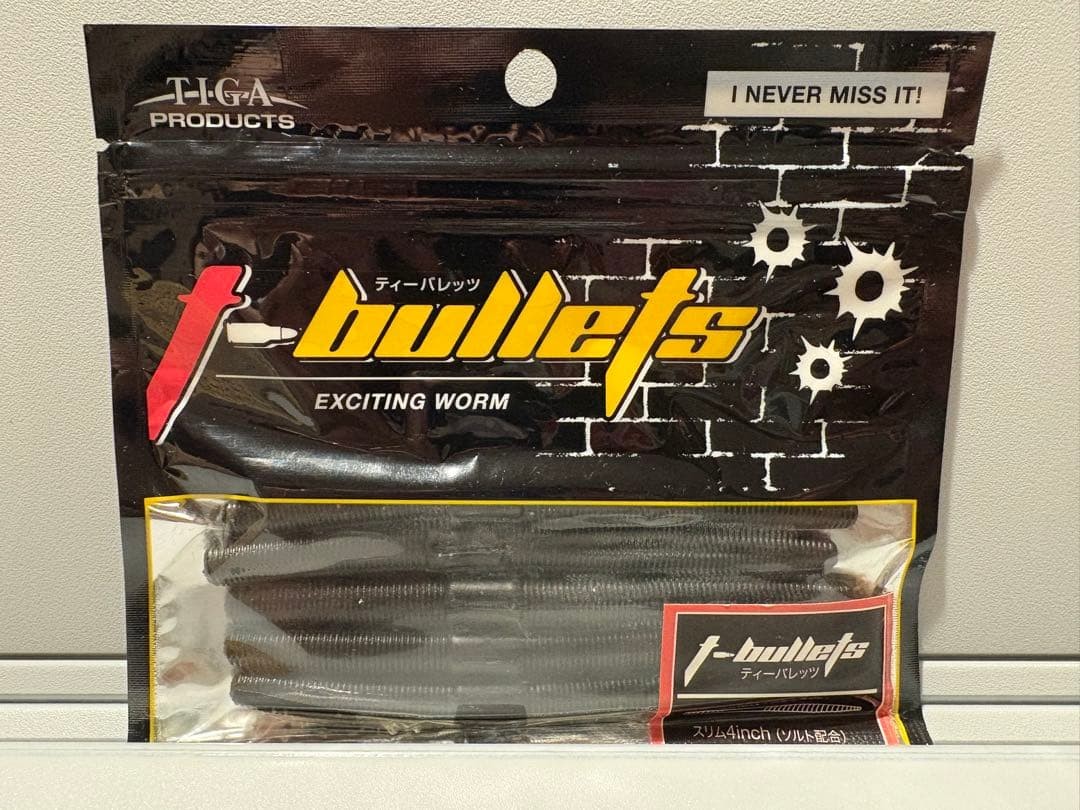 T-I-G-A
PRODUCTS
I NEVER MISS IT!
ティーバレッツ
t-bullets
EXCITING WORM
t-bullets
ティーバレッツ
スリム4inch (ソルト配合)